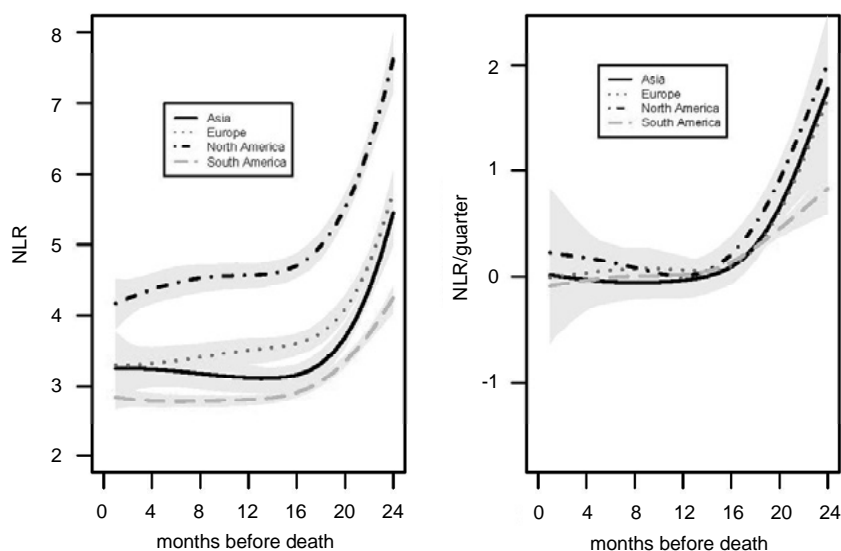 8
7
6
5
4
3
2
NLR
Asia
Europe
North America
South America
0 4 8 12 16 20 24
months before death
2
1
0
-1
NLR/guarter
Asia
Europe
North America
South America
0 4 8 12 16 20 24
months before death